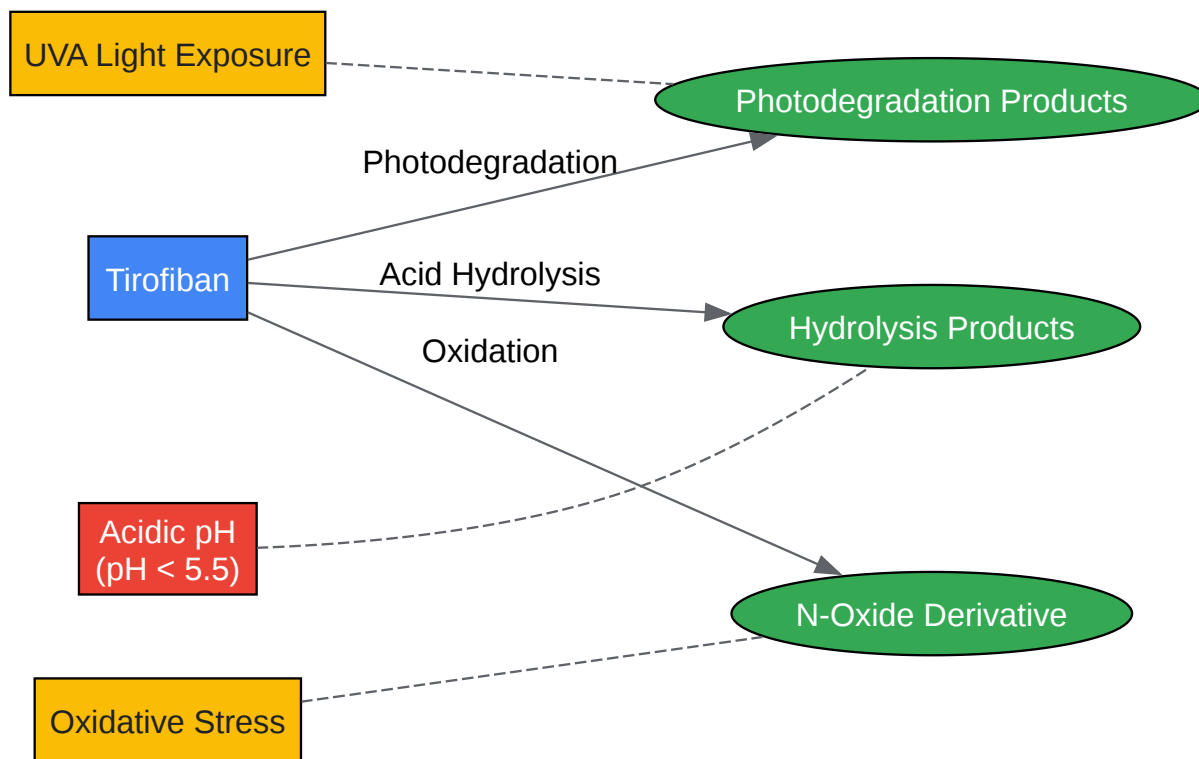 UVA Light Exposure
Photodegradation Products
Photodegradation
Tirofiban
Acid Hydrolysis
Hydrolysis Products
Oxidation
Acidic pH
(pH < 5.5)
N-Oxide Derivative
Oxidative Stress